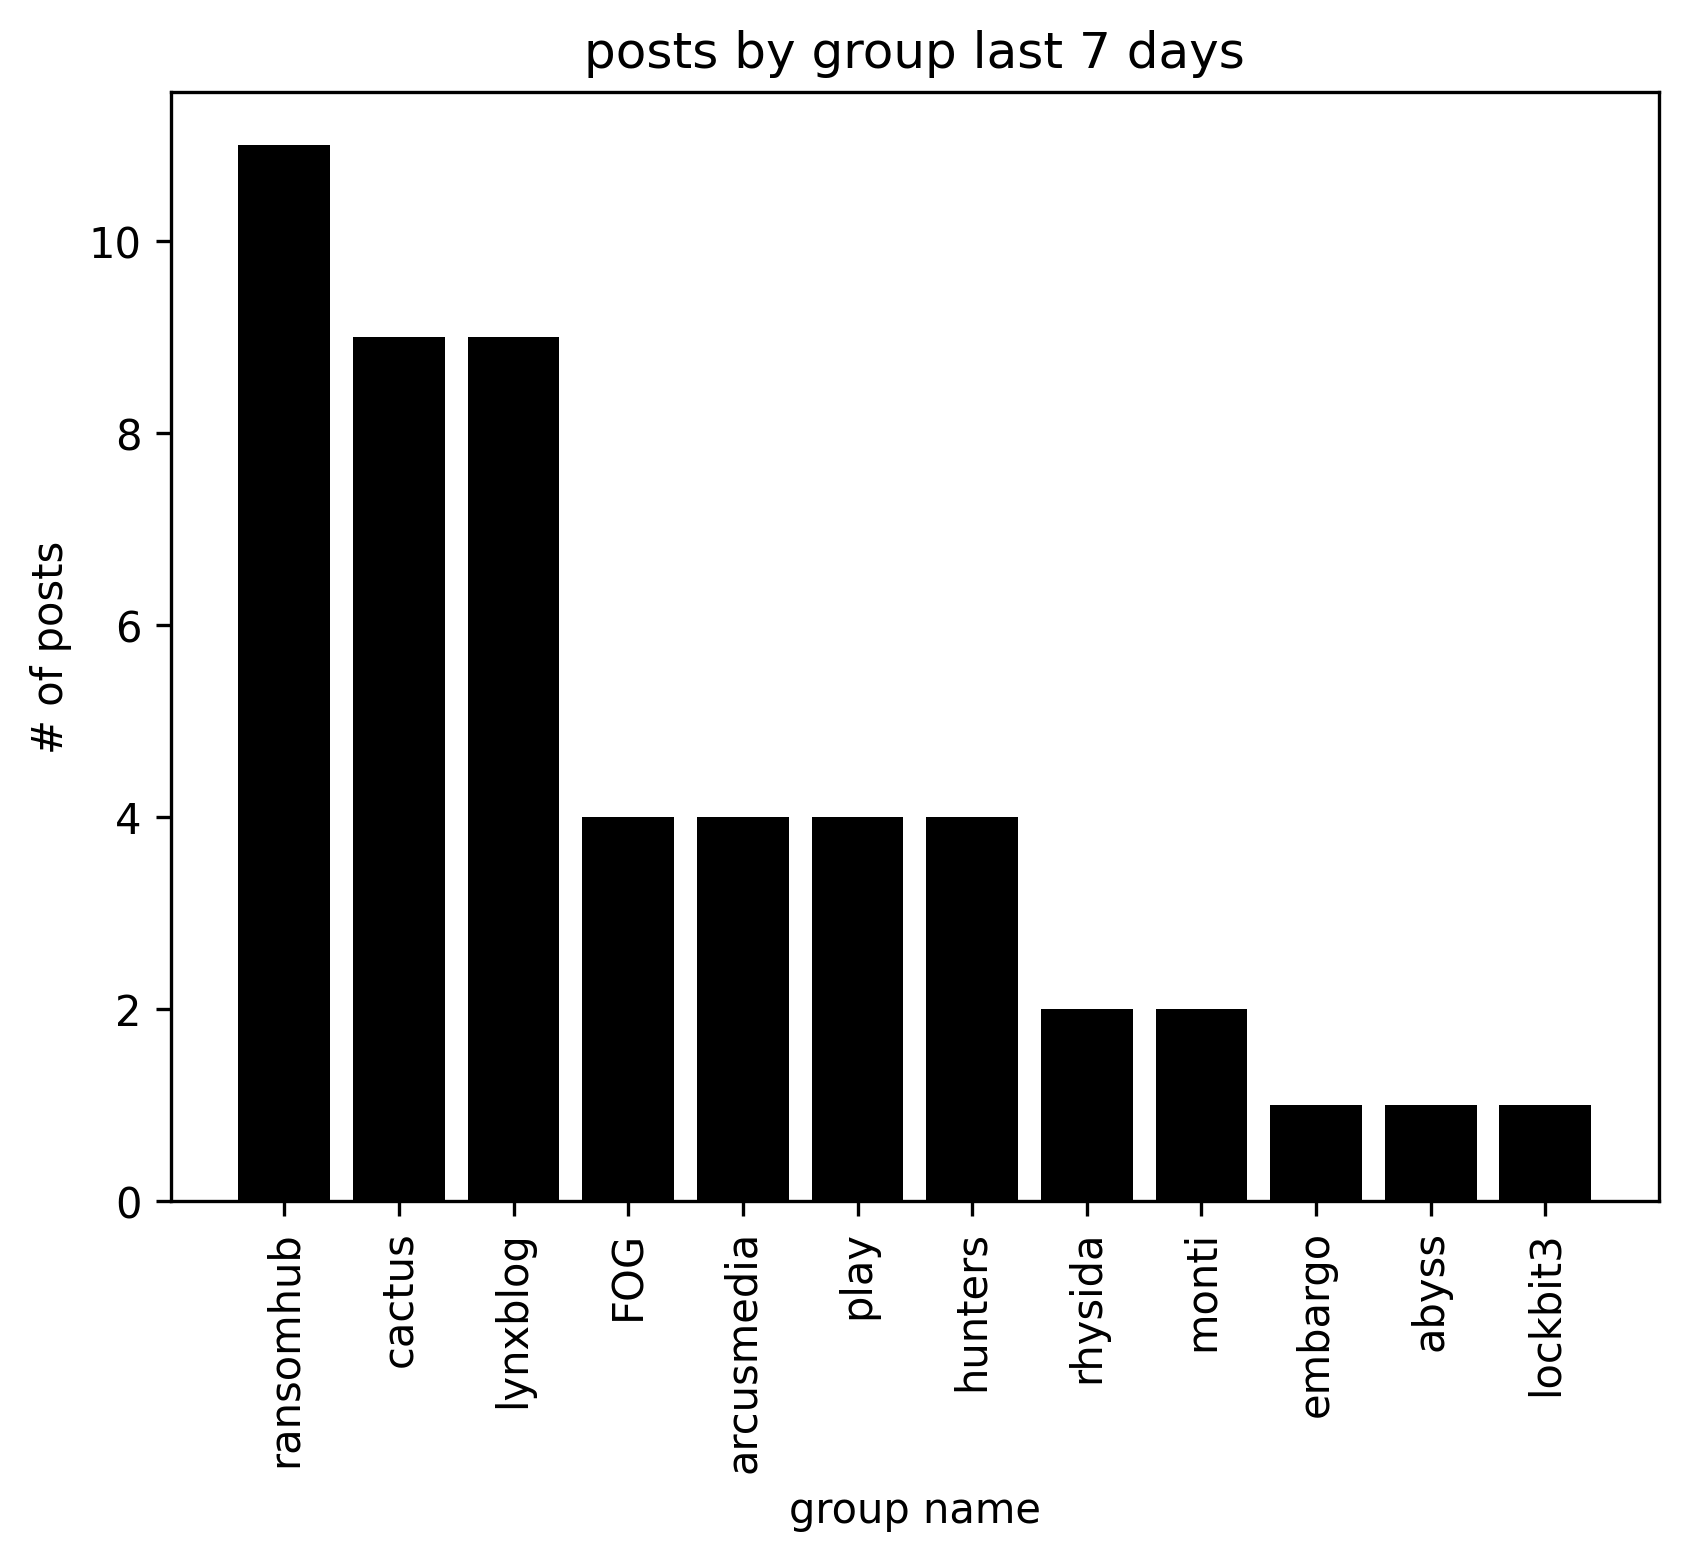 posts by group last 7 days
# of posts
10
8
6
4
2
0
ransomhub
cactus
lynxblog
FOG
arcusmedia
play
hunters
rhysida
monti
embargo
abyss
lockbit3
group name